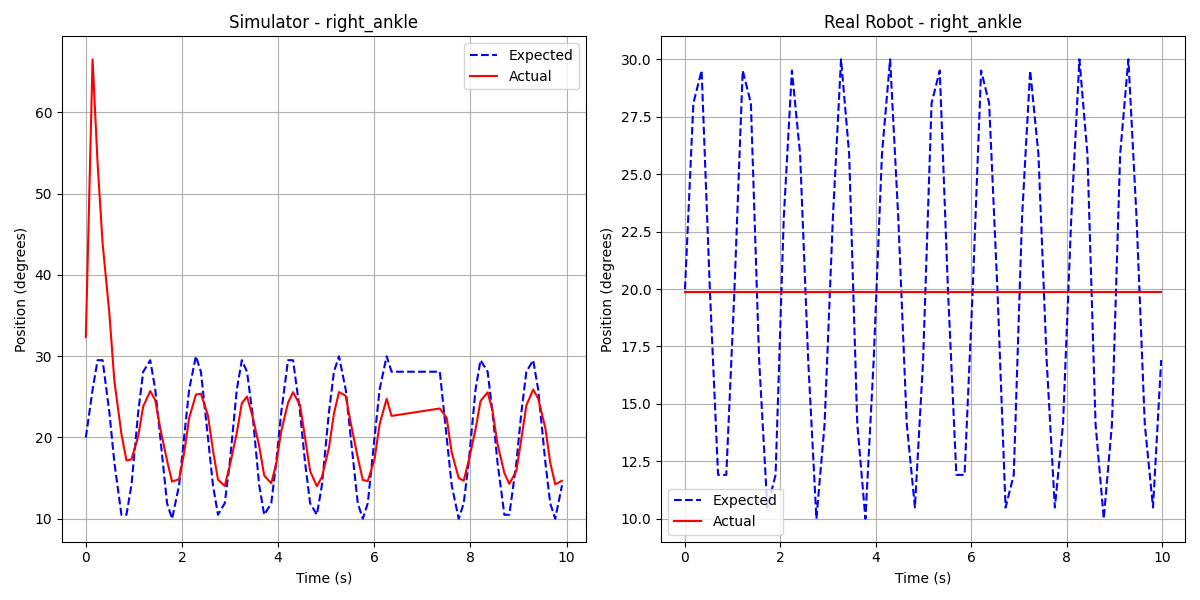 Simulator - right_ankle
Expected
Actual
Position (degrees)
60
50
40
30
20
10
0
2
4
6
8
10
Time (s)
Real Robot - right_ankle
Position (degrees)
30.0
27.5
25.0
22.5
20.0
17.5
15.0
12.5
10.0
Expected
Actual
0
2
4
6
8
10
Time (s)